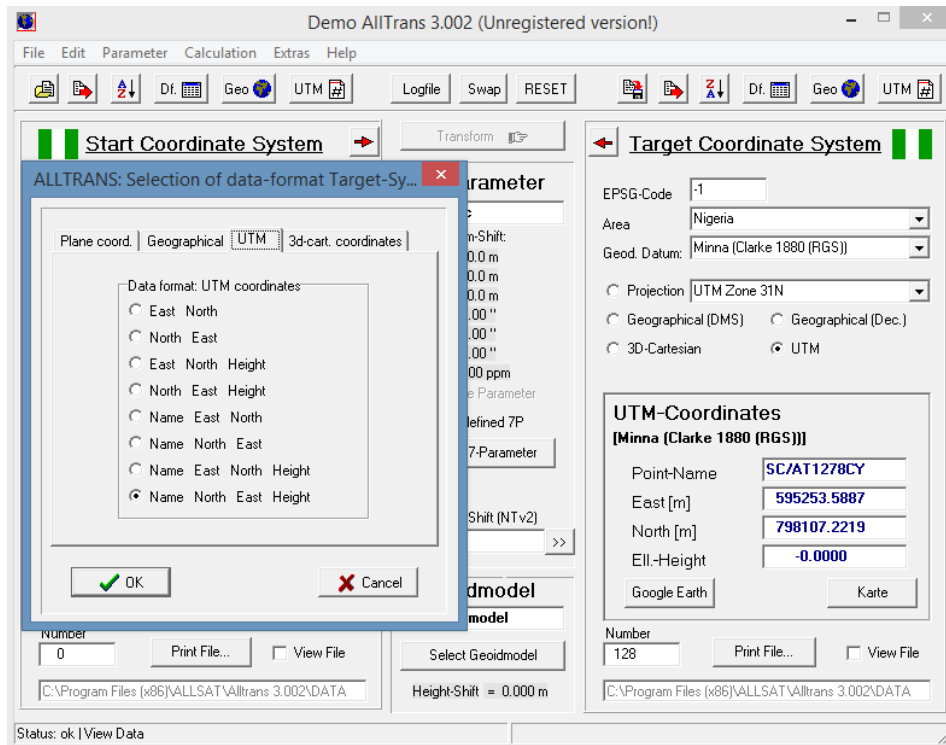 Demo AllTrans 3.002 (Unregistered version!)
File Edit Parameter Calculation Extras Help
Df. Geo UTM Logfile Swap RESET Df. Geo UTM
Start Coordinate System
Transform
Target Coordinate System
ALLTRANS: Selection of data-format Target-Sy...
Plane coord. Geographical UTM 3d-cart. coordinates
Data format: UTM coordinates
East North
North East
East North Height
North East Height
Name East North
Name North East
Name East North Height
Name North East Height
OK Cancel
Number
0 Print File... View File
C:\Program Files (x86)\ALLSAT\Alltrans 3.002\DATA
arameter
c
m-Shift:
0.0 m
0.0 m
0.0 m
.00 "
.00 "
.00 "
00 ppm
e Parameter
defined 7P
7-Parameter
Shift (NTv2)
>>
dmodel
model
Select Geoidmodel
Height-Shift = 0.000 m
EPSG-Code -1
Area Nigeria
Geod. Datum: Minna (Clarke 1880 (RGS))
Projection UTM Zone 31N
Geographical (DMS) Geographical (Dec.)
3D-Cartesian UTM
UTM-Coordinates
[Minna (Clarke 1880 (RGS))]
Point-Name SC/AT1278CY
East [m] 595253.5887
North [m] 798107.2219
Ell.-Height -0.0000
Google Earth Karte
Number
128 Print File... View File
C:\Program Files (x86)\ALLSAT\Alltrans 3.002\DATA
Status: ok | View Data